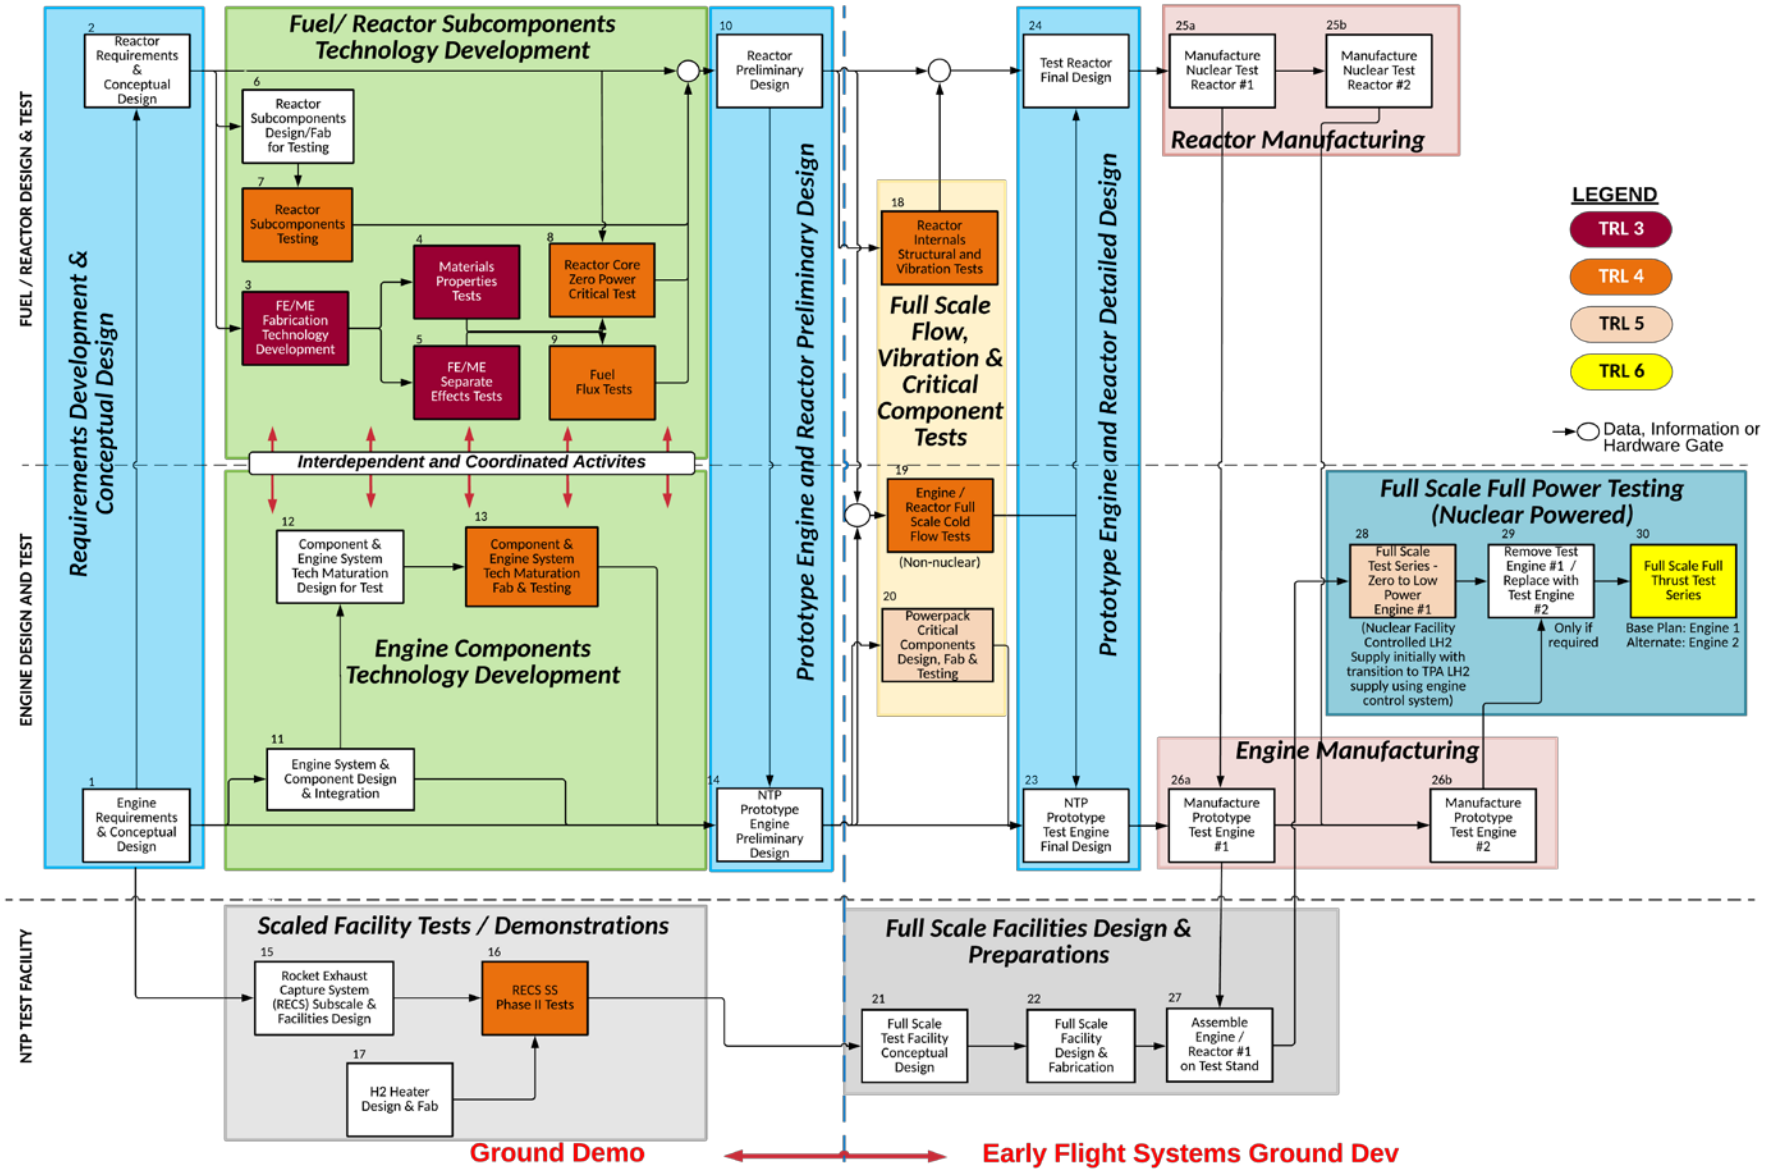 FUEL / REACTOR DESIGN & TEST
ENGINE DESIGN AND TEST
NTP TEST FACILITY
Requirements Development &
Conceptual Design
2
Reactor
Requirements
&
Conceptual
Design
1
Engine
Requirements
& Conceptual
Design
Fuel/ Reactor Subcomponents
Technology Development
6
Reactor
Subcomponents
Design/Fab
for Testing
7
Reactor
Subcomponents
Testing
3
FE/ME
Fabrication
Technology
Development
4
Materials
Properties
Tests
5
FE/ME
Separate
Effects Tests
8
Reactor Core
Zero Power
Critical Test
9
Fuel
Flux Tests
Interdependent and Coordinated Activites
12
Component &
Engine System
Tech Maturation
Design for Test
13
Component &
Engine System
Tech Maturation
Fab & Testing
Engine Components
Technology Development
11
Engine System &
Component Design
& Integration
10
Reactor
Preliminary
Design
Prototype Engine and Reactor Preliminary Design
14
NTP
Prototype
Engine
Preliminary
Design
18
Reactor
Internals
Structural and
Vibration Tests
Full Scale
Flow,
Vibration &
Critical
Component
Tests
19
Engine /
Reactor Full
Scale Cold
Flow Tests
(Non-nuclear)
20
Powerpack
Critical
Components
Design, Fab &
Testing
24
Test Reactor
Final Design
Prototype Engine and Reactor Detailed Design
23
NTP
Prototype
Test Engine
Final Design
25a
Manufacture
Nuclear Test
Reactor #1
25b
Manufacture
Nuclear Test
Reactor #2
Reactor Manufacturing
LEGEND
TRL 3
TRL 4
TRL 5
TRL 6
Data, Information or
Hardware Gate
Full Scale Full Power Testing
(Nuclear Powered)
28
Full Scale
Test Series -
Zero to Low
Power
Engine #1
(Nuclear Facility
Controlled LH2
Supply initially with
transition to TPA LH2
supply using engine
control system)
29
Remove Test
Engine #1 /
Replace with
Test Engine
#2
Only if
required
30
Full Scale Full
Thrust Test
Series
Base Plan: Engine 1
Alternate: Engine 2
Engine Manufacturing
26a
Manufacture
Prototype
Test Engine
#1
26b
Manufacture
Prototype
Test Engine
#2
Scaled Facility Tests / Demonstrations
15
Rocket Exhaust
Capture System
(RECS) Subscale &
Facilities Design
16
RECS SS
Phase II Tests
17
H2 Heater
Design & Fab
Full Scale Facilities Design &
Preparations
21
Full Scale
Test Facility
Conceptual
Design
22
Full Scale
Facility
Design &
Fabrication
27
Assemble
Engine /
Reactor #1
on Test Stand
Ground Demo
Early Flight Systems Ground Dev